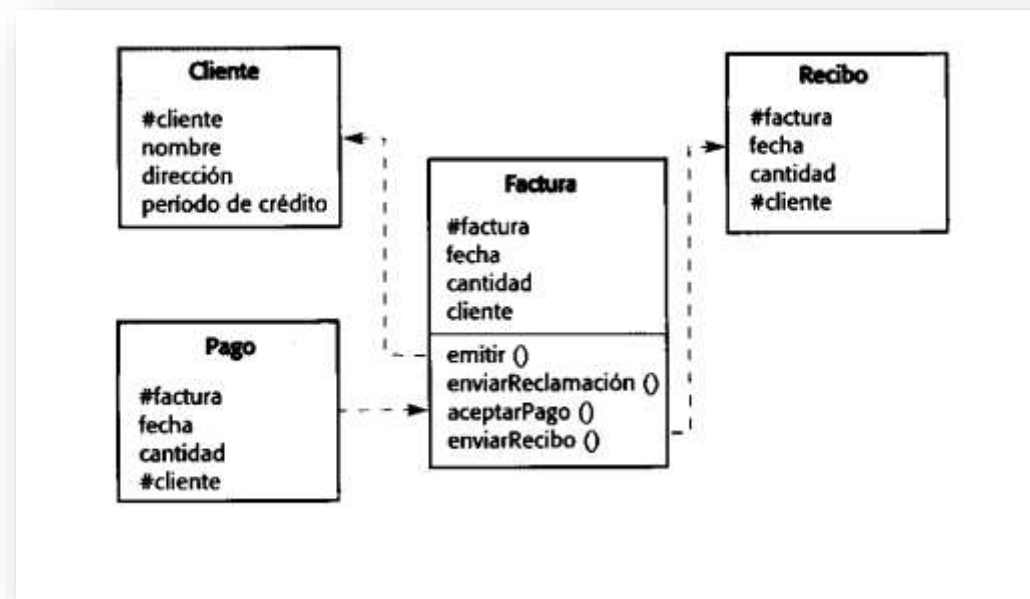 Cliente
#cliente
nombre
dirección
período de crédito
Pago
#factura
fecha
cantidad
#cliente
Factura
#factura
fecha
cantidad
cliente
emitir ()
enviarReclamación ()
aceptarPago ()
enviarRecibo ()
Recibo
#factura
fecha
cantidad
#cliente